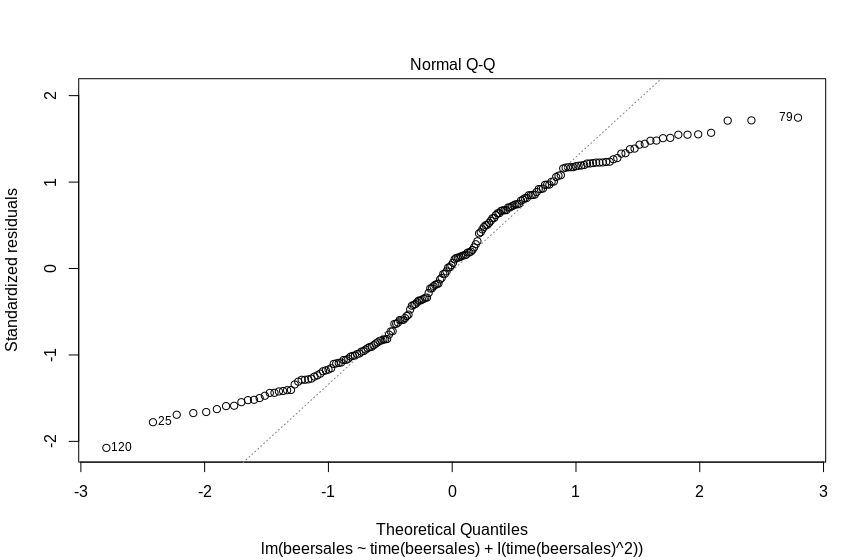 Normal Q-Q
Standardized residuals
2
1
0
-1
-2
79
25
120
-3 -2 -1 0 1 2 3
Theoretical Quantiles
lm(beersales ~ time(beersales) + I(time(beersales)^2))